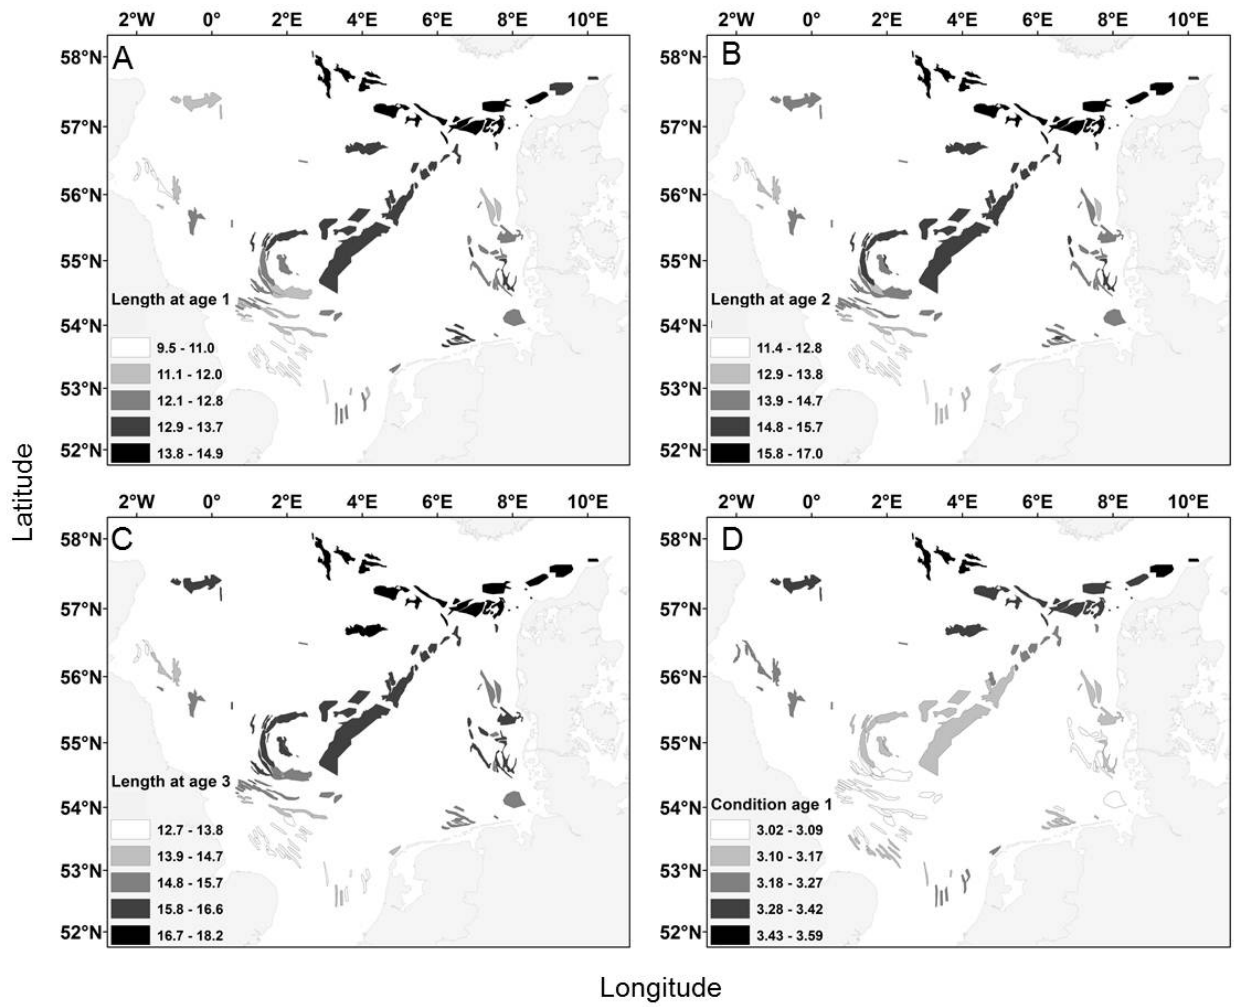 2°W 0° 2°E 4°E 6°E 8°E 10°E
A
58°N
57°N
56°N
55°N
54°N
53°N
52°N
Length at age 1
9.5 - 11.0
11.1 - 12.0
12.1 - 12.8
12.9 - 13.7
13.8 - 14.9
2°W 0° 2°E 4°E 6°E 8°E 10°E
B
58°N
57°N
56°N
55°N
54°N
53°N
52°N
Length at age 2
11.4 - 12.8
12.9 - 13.8
13.9 - 14.7
14.8 - 15.7
15.8 - 17.0
Latitude
2°W 0° 2°E 4°E 6°E 8°E 10°E
C
58°N
57°N
56°N
55°N
54°N
53°N
52°N
Length at age 3
12.7 - 13.8
13.9 - 14.7
14.8 - 15.7
15.8 - 16.6
16.7 - 18.2
2°W 0° 2°E 4°E 6°E 8°E 10°E
D
58°N
57°N
56°N
55°N
54°N
53°N
52°N
Condition age 1
3.02 - 3.09
3.10 - 3.17
3.18 - 3.27
3.28 - 3.42
3.43 - 3.59
Longitude